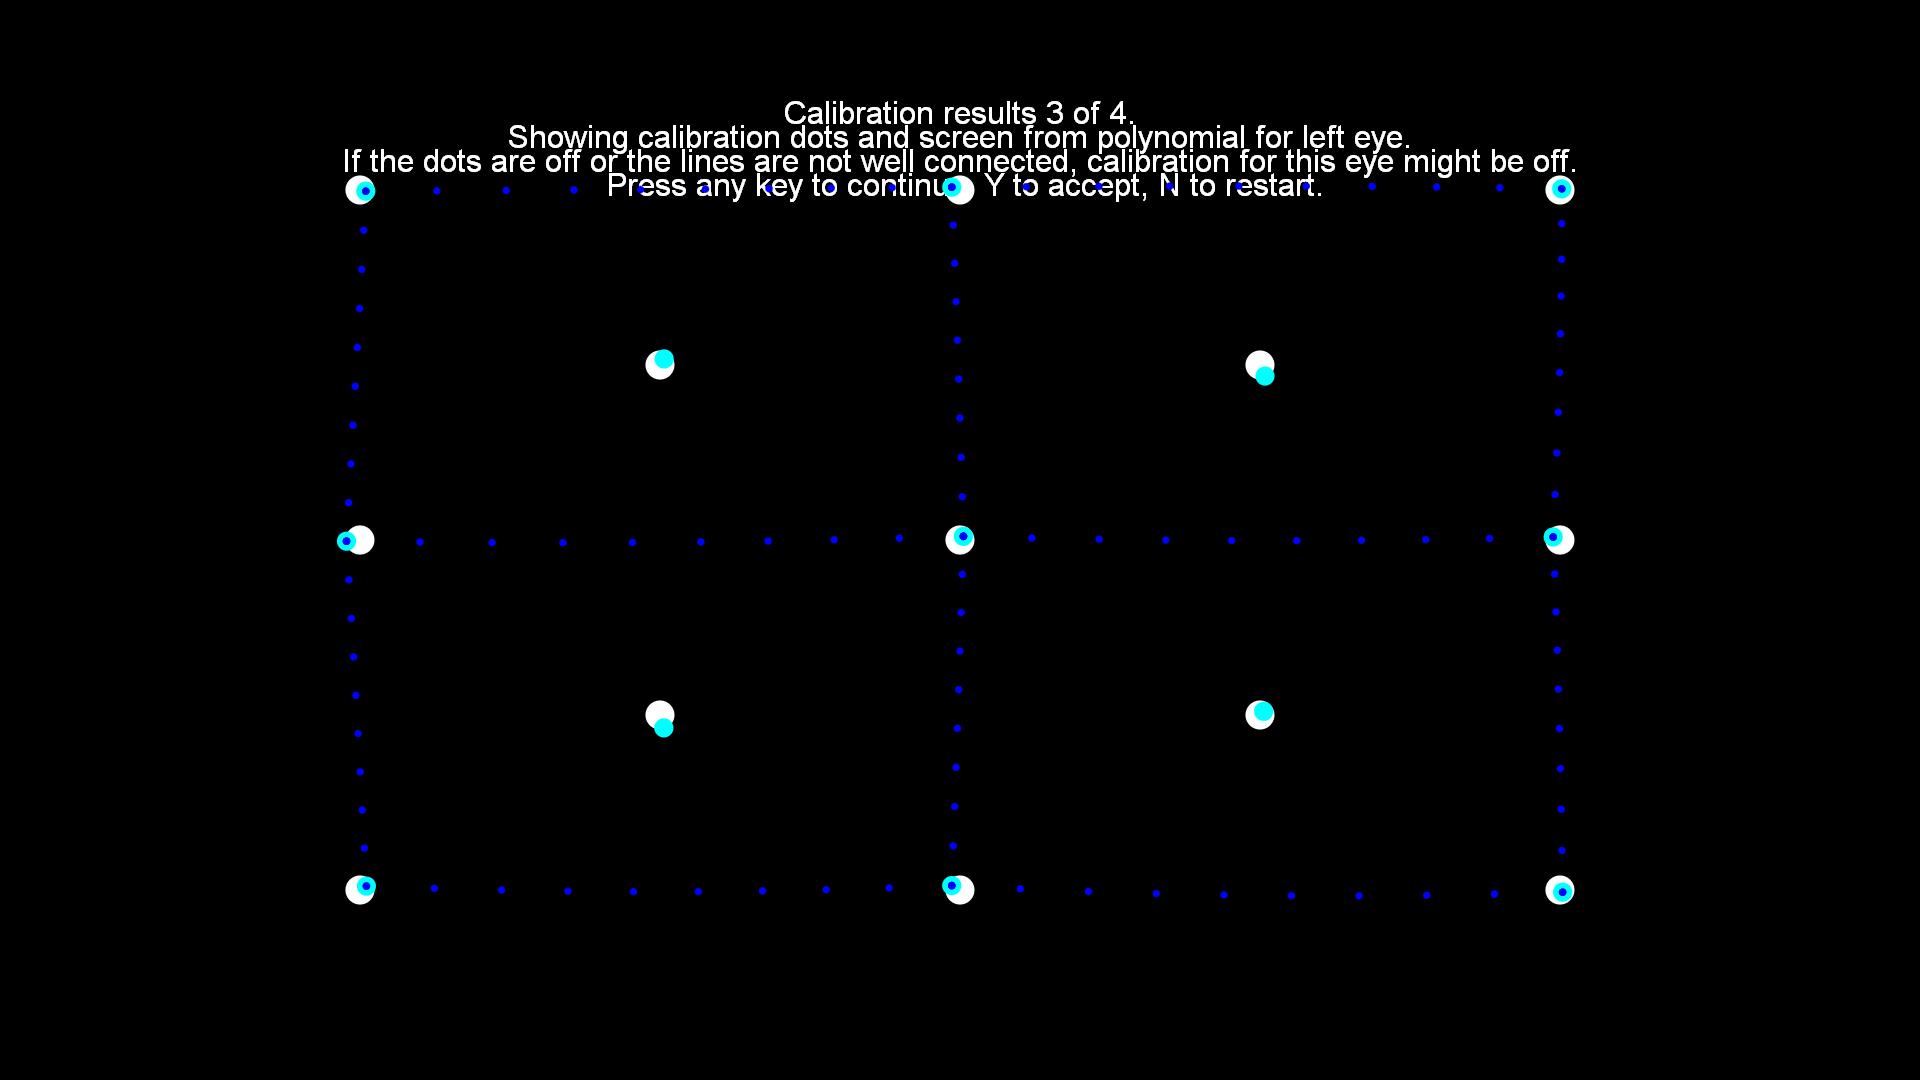 Calibration results 3 of 4.
Showing calibration dots and screen from polynomial for left eye.
If the dots are off or the lines are not well connected, calibration for this eye might be off.
Press any key to continue Y to accept, N to restart.